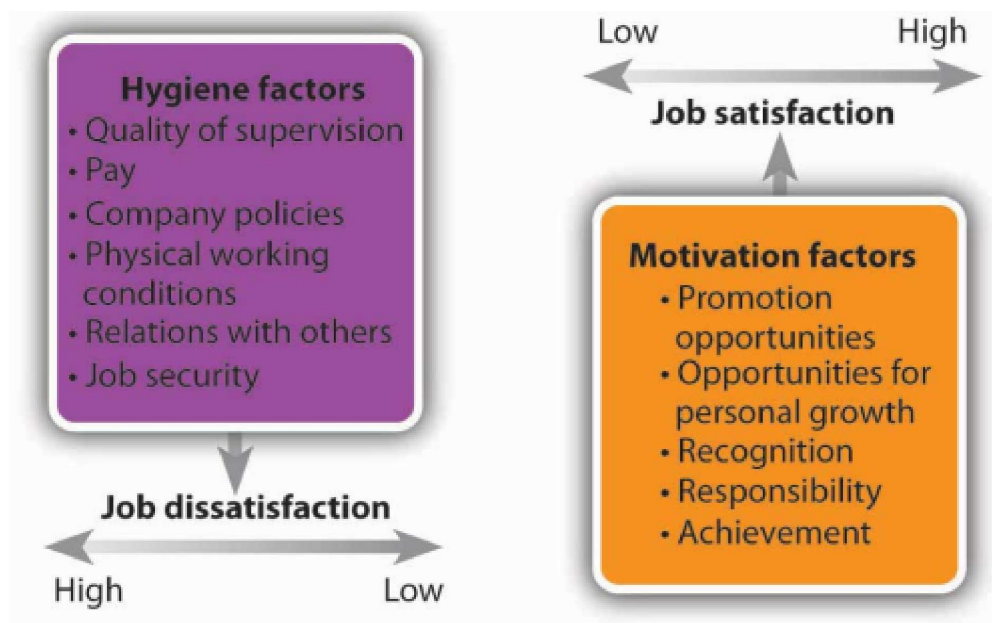 Hygiene factors
• Quality of supervision
• Pay
• Company policies
• Physical working
conditions
• Relations with others
• Job security
Job dissatisfaction
High Low
Low High
Job satisfaction
Motivation factors
• Promotion
opportunities
• Opportunities for
personal growth
• Recognition
• Responsibility
• Achievement